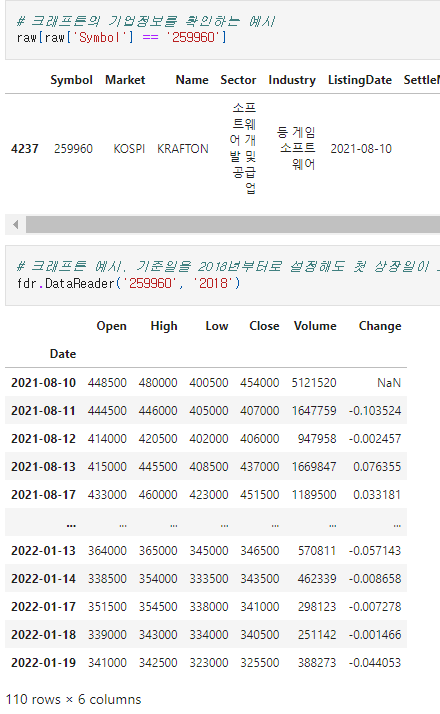 # 크래프톤의 기업정보를 확인하는 예시
raw[raw['Symbol'] == '259960']
Symbol Market Name Sector Industry ListingDate SettleM
4237 259960 KOSPI KRAFTON 소프트웨어 개발 및 공급업 등 게임 소프트웨어 2021-08-10
# 크래프톤 예시, 기준일을 2018년부터로 설정해도 첫 상장일이
fdr.DataReader('259960', '2018')
Open High Low Close Volume Change
Date
2021-08-10 448500 480000 400500 454000 5121520 NaN
2021-08-11 444500 446000 405000 407000 1647759 -0.103524
2021-08-12 414000 420500 402000 406000 947958 -0.002457
2021-08-13 415000 445500 408500 437000 1669847 0.076355
2021-08-17 433000 460000 423000 451500 1189500 0.033181
... ... ... ... ... ... ...
2022-01-13 364000 365000 345000 346500 570811 -0.057143
2022-01-14 338500 354000 333500 343500 462339 -0.008658
2022-01-17 351500 354500 338000 341000 298123 -0.007278
2022-01-18 339000 343000 334000 340500 251142 -0.001466
2022-01-19 341000 342500 323000 325500 388273 -0.044053
110 rows × 6 columns